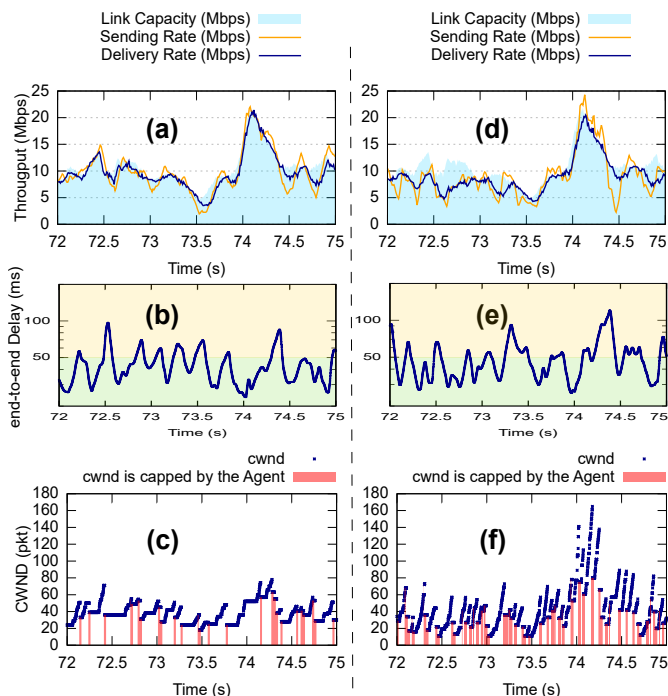 Link Capacity (Mbps)
Sending Rate (Mbps)
Delivery Rate (Mbps)
Througput (Mbps)
25
20
15
10
5
0
(a)
72 72.5 73 73.5 74 74.5 75
Time (s)
end-to-end Delay (ms)
100
50
(b)
72 72.5 73 73.5 74 74.5 75
Time (s)
cwnd
cwnd is capped by the Agent
CWND (pkt)
180
160
140
120
100
80
60
40
20
0
(c)
72 72.5 73 73.5 74 74.5 75
Time (s)
Link Capacity (Mbps)
Sending Rate (Mbps)
Delivery Rate (Mbps)
25
20
15
10
5
0
(d)
72 72.5 73 73.5 74 74.5 75
Time (s)
100
50
(e)
72 72.5 73 73.5 74 74.5 75
Time (s)
cwnd
cwnd is capped by the Agent
180
160
140
120
100
80
60
40
20
0
(f)
72 72.5 73 73.5 74 74.5 75
Time (s)